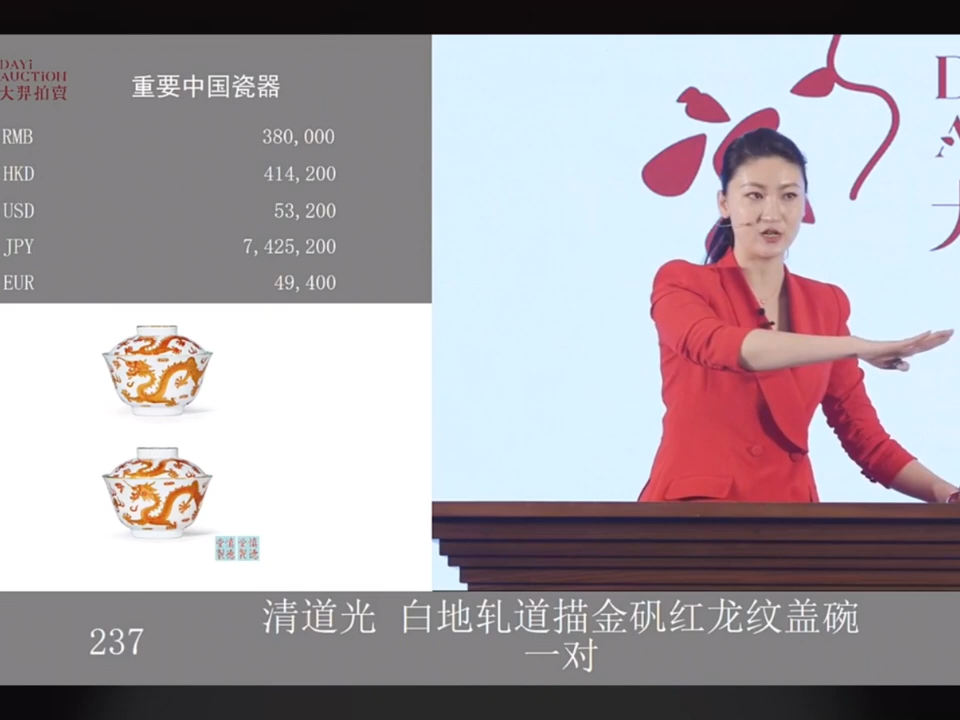 DAYI
AUCTION
大羿拍賣
重要中国瓷器
RMB 380,000
HKD 414,200
USD 53,200
JPY 7,425,200
EUR 49,400
237
清道光 白地轧道描金矾红龙纹盖碗
一对